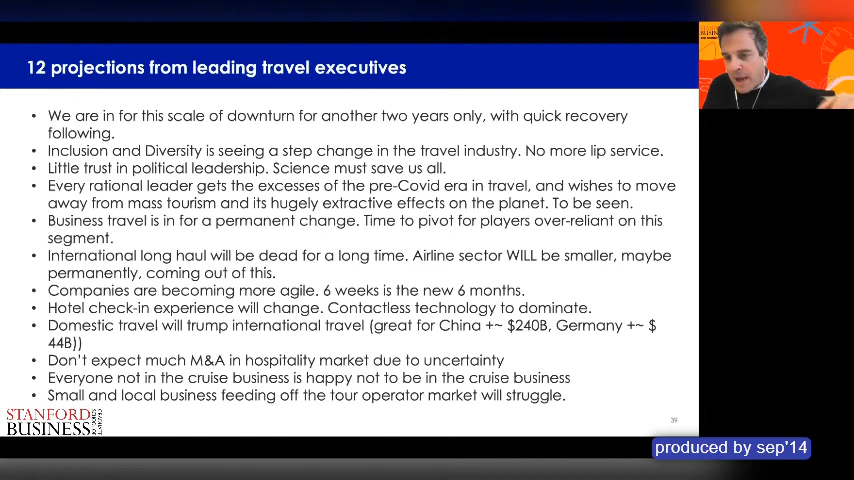 12 projections from leading travel executives
• We are in for this scale of downturn for another two years only, with quick recovery
following.
• Inclusion and Diversity is seeing a step change in the travel industry. No more lip service.
• Little trust in political leadership. Science must save us all.
• Every rational leader gets the excesses of the pre-Covid era in travel, and wishes to move
away from mass tourism and its hugely extractive effects on the planet. To be seen.
• Business travel is in for a permanent change. Time to pivot for players over-reliant on this
segment.
• International long haul will be dead for a long time. Airline sector WILL be smaller, maybe
permanently, coming out of this.
• Companies are becoming more agile. 6 weeks is the new 6 months.
• Hotel check-in experience will change. Contactless technology to dominate.
• Domestic travel will trump international travel (great for China +~ $240B, Germany +~ $
44B))
• Don't expect much M&A in hospitality market due to uncertainty
• Everyone not in the cruise business is happy not to be in the cruise business
• Small and local business feeding off the tour operator market will struggle.
STANFORD
BUSINESS
39
produced by sep'14